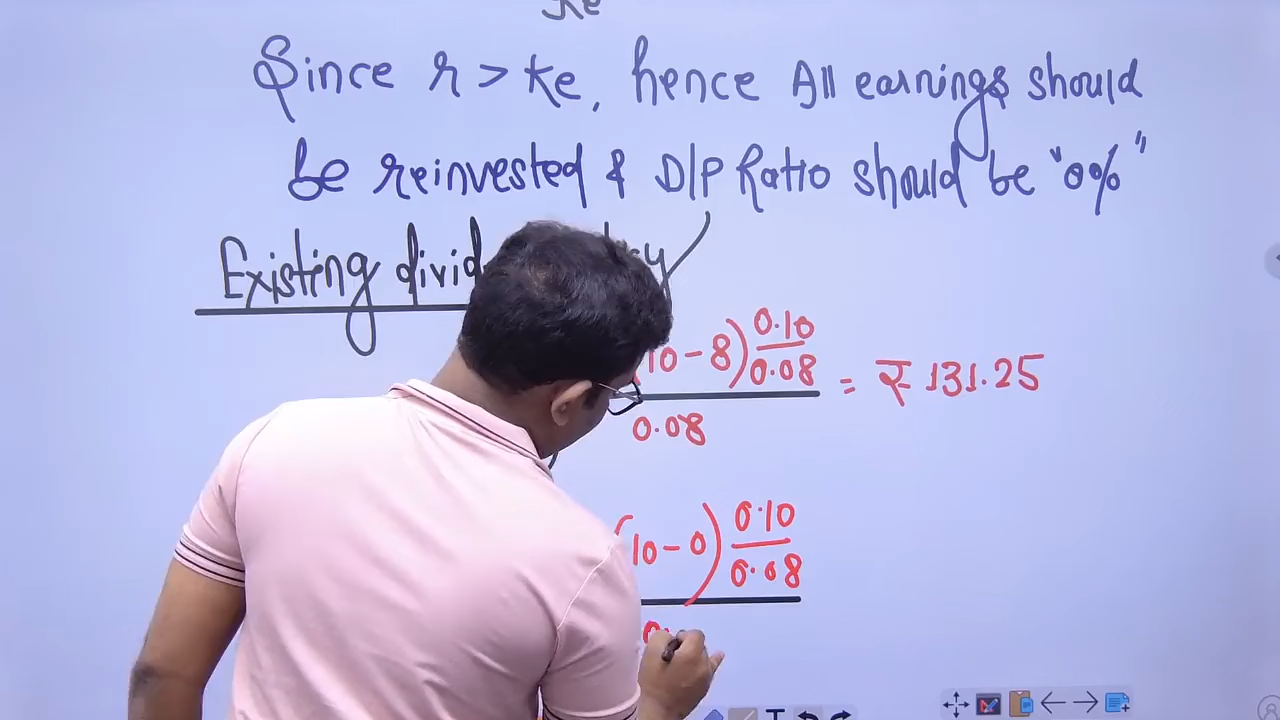 Ke
Since r > Ke, hence All earnings should
be reinvested & D/P Ratio should be "0%"
Existing
10 - 8) 0.10
0.08
= ₹ 131.25
0.08
(10 - 0) 0.10
0.08